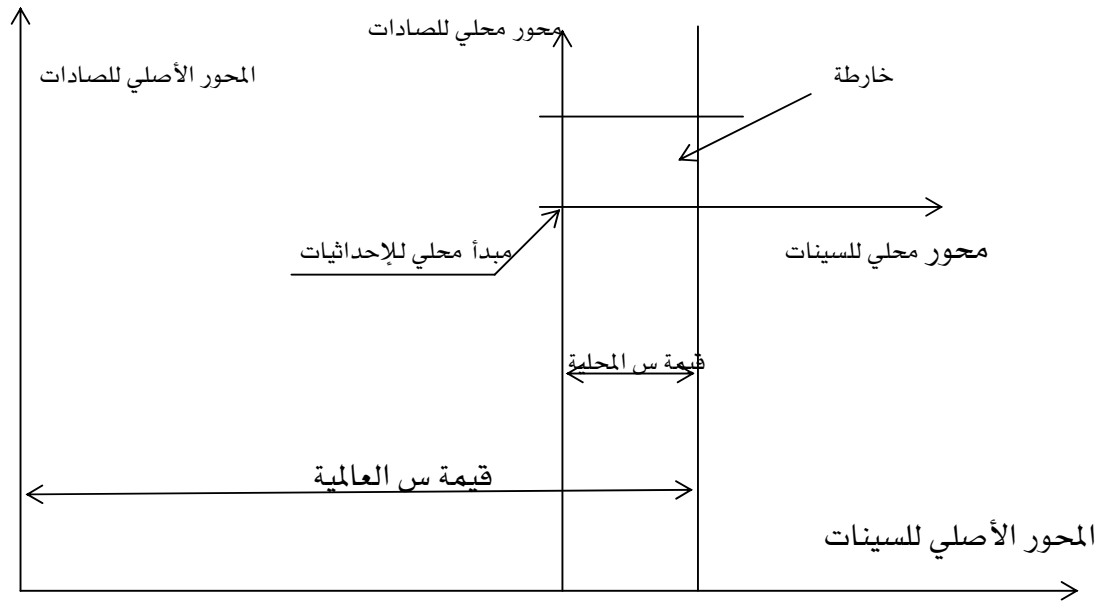 محور محلي للصادات
المحور الأصلي للصادات
خارطة
مبدأ محلي للإحداثيات
محور محلي للسينات
قيمة س المحلية
قيمة س العالمية
المحور الأصلي للسينات